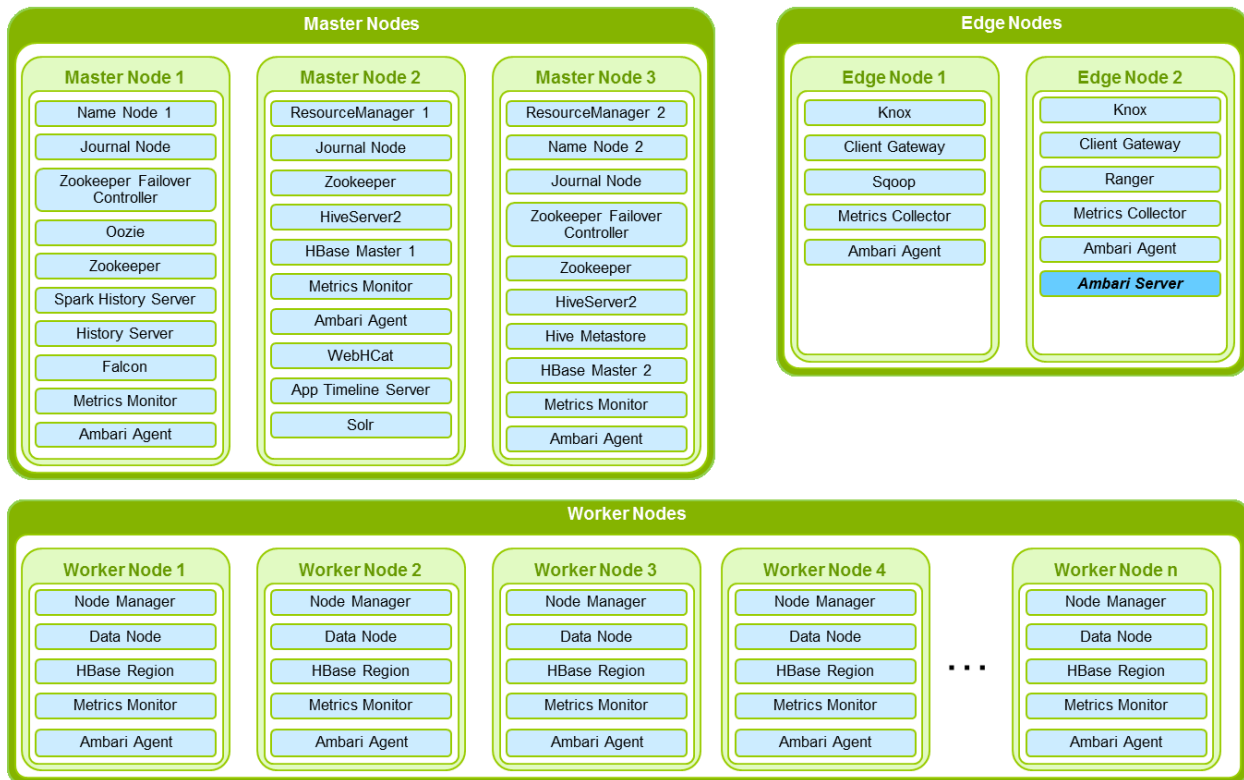 Master Nodes
Master Node 1
Name Node 1
Journal Node
Zookeeper Failover
Controller
Oozie
Zookeeper
Spark History Server
History Server
Falcon
Metrics Monitor
Ambari Agent
Master Node 2
ResourceManager 1
Journal Node
Zookeeper
HiveServer2
HBase Master 1
Metrics Monitor
Ambari Agent
WebHCat
App Timeline Server
Solr
Master Node 3
ResourceManager 2
Name Node 2
Journal Node
Zookeeper Failover
Controller
Zookeeper
HiveServer2
Hive Metastore
HBase Master 2
Metrics Monitor
Ambari Agent
Edge Nodes
Edge Node 1
Knox
Client Gateway
Sqoop
Metrics Collector
Ambari Agent
Edge Node 2
Knox
Client Gateway
Ranger
Metrics Collector
Ambari Agent
Ambari Server
Worker Nodes
Worker Node 1
Node Manager
Data Node
HBase Region
Metrics Monitor
Ambari Agent
Worker Node 2
Node Manager
Data Node
HBase Region
Metrics Monitor
Ambari Agent
Worker Node 3
Node Manager
Data Node
HBase Region
Metrics Monitor
Ambari Agent
Worker Node 4
Node Manager
Data Node
HBase Region
Metrics Monitor
Ambari Agent
...
Worker Node n
Node Manager
Data Node
HBase Region
Metrics Monitor
Ambari Agent